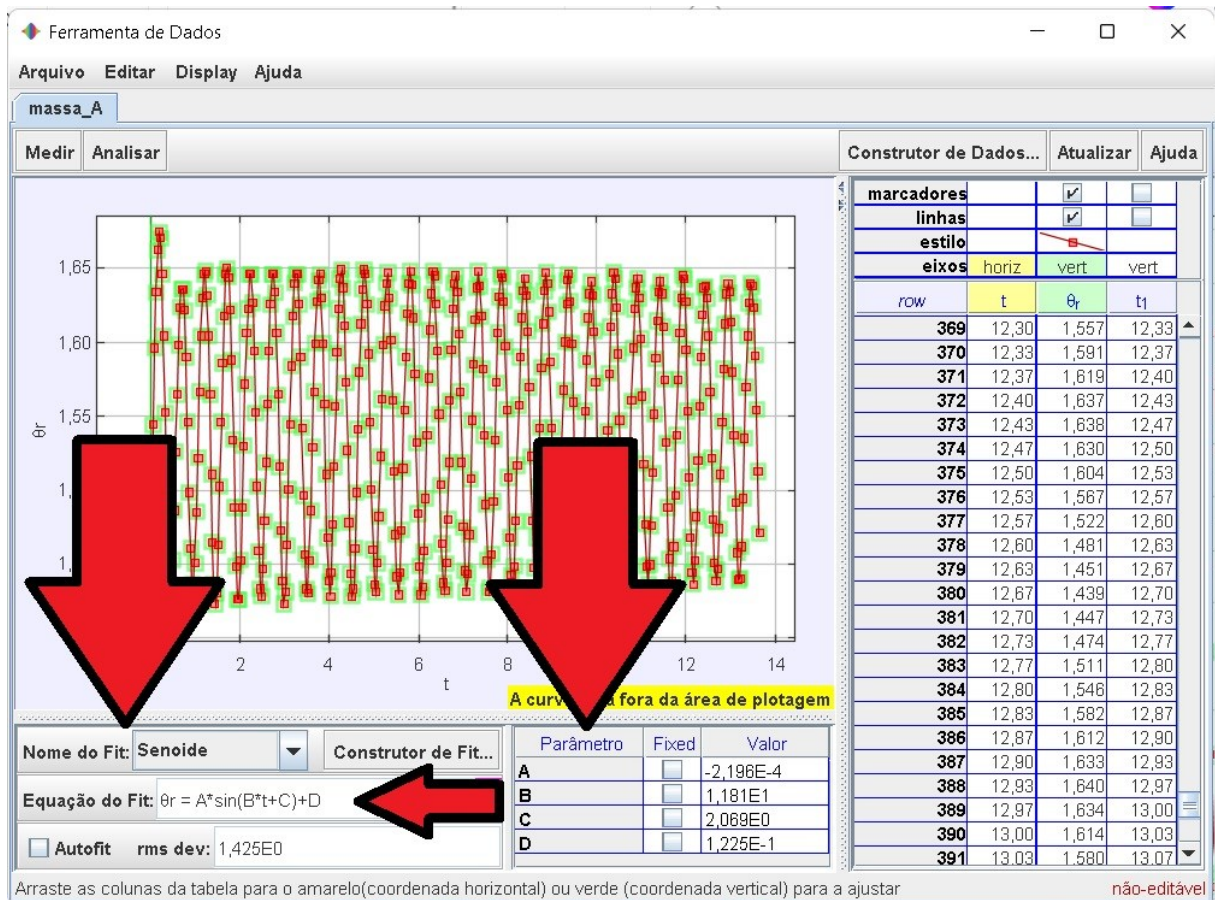 Ferramenta de Dados
Arquivo Editar Display Ajuda
massa_A
Medir Analisar Construtor de Dados... Atualizar Ajuda
marcadores
linhas
estilo
eixos horiz vert vert
row t θr t1
369 12,30 1,557 12,33
370 12,33 1,591 12,37
371 12,37 1,619 12,40
372 12,40 1,637 12,43
373 12,43 1,638 12,47
374 12,47 1,630 12,50
375 12,50 1,604 12,53
376 12,53 1,567 12,57
377 12,57 1,522 12,60
378 12,60 1,481 12,63
379 12,63 1,451 12,67
380 12,67 1,439 12,70
381 12,70 1,447 12,73
382 12,73 1,474 12,77
383 12,77 1,511 12,80
384 12,80 1,546 12,83
385 12,83 1,582 12,87
386 12,87 1,612 12,90
387 12,90 1,633 12,93
388 12,93 1,640 12,97
389 12,97 1,634 13,00
390 13,00 1,614 13,03
391 13,03 1,580 13,07
1,65
1,60
1,55
θr
2 4 6 8 12 14
t
A fora da área de plotagem
Nome do Fit: Senoide Construtor de Fit...
Equação do Fit: θr = A*sin(B*t+C)+D
Autofit rms dev: 1,425E0
Parâmetro Fixed Valor
A -2,196E-4
B 1,181E1
C 2,069E0
D 1,225E-1
Arraste as colunas da tabela para o amarelo(coordenada horizontal) ou verde (coordenada vertical) para a ajustar não-editável